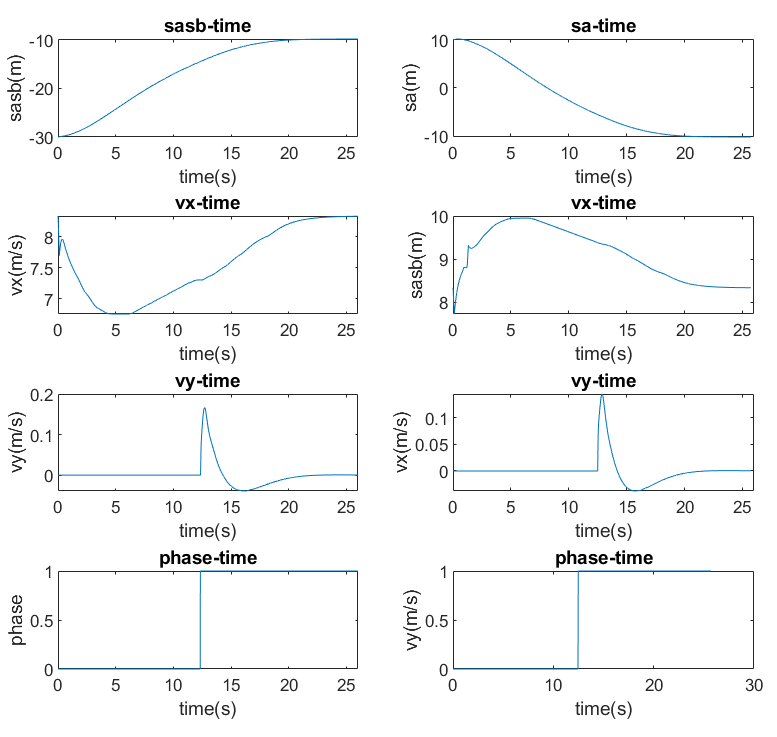 sasb-time
sasb(m)
-10
-20
-30
0 5 10 15 20 25
time(s)
sa-time
sa(m)
10
0
-10
0 5 10 15 20 25
time(s)
vx-time
vx(m/s)
8
7.5
7
0 5 10 15 20 25
time(s)
vx-time
sasb(m)
10
9
8
0 5 10 15 20 25
time(s)
vy-time
vy(m/s)
0.2
0.1
0
0 5 10 15 20 25
time(s)
vy-time
vx(m/s)
0.1
0.05
0
0 5 10 15 20 25
time(s)
phase-time
phase
1
0.5
0
0 5 10 15 20 25
time(s)
phase-time
vy(m/s)
1
0.5
0
0 10 20 30
time(s)